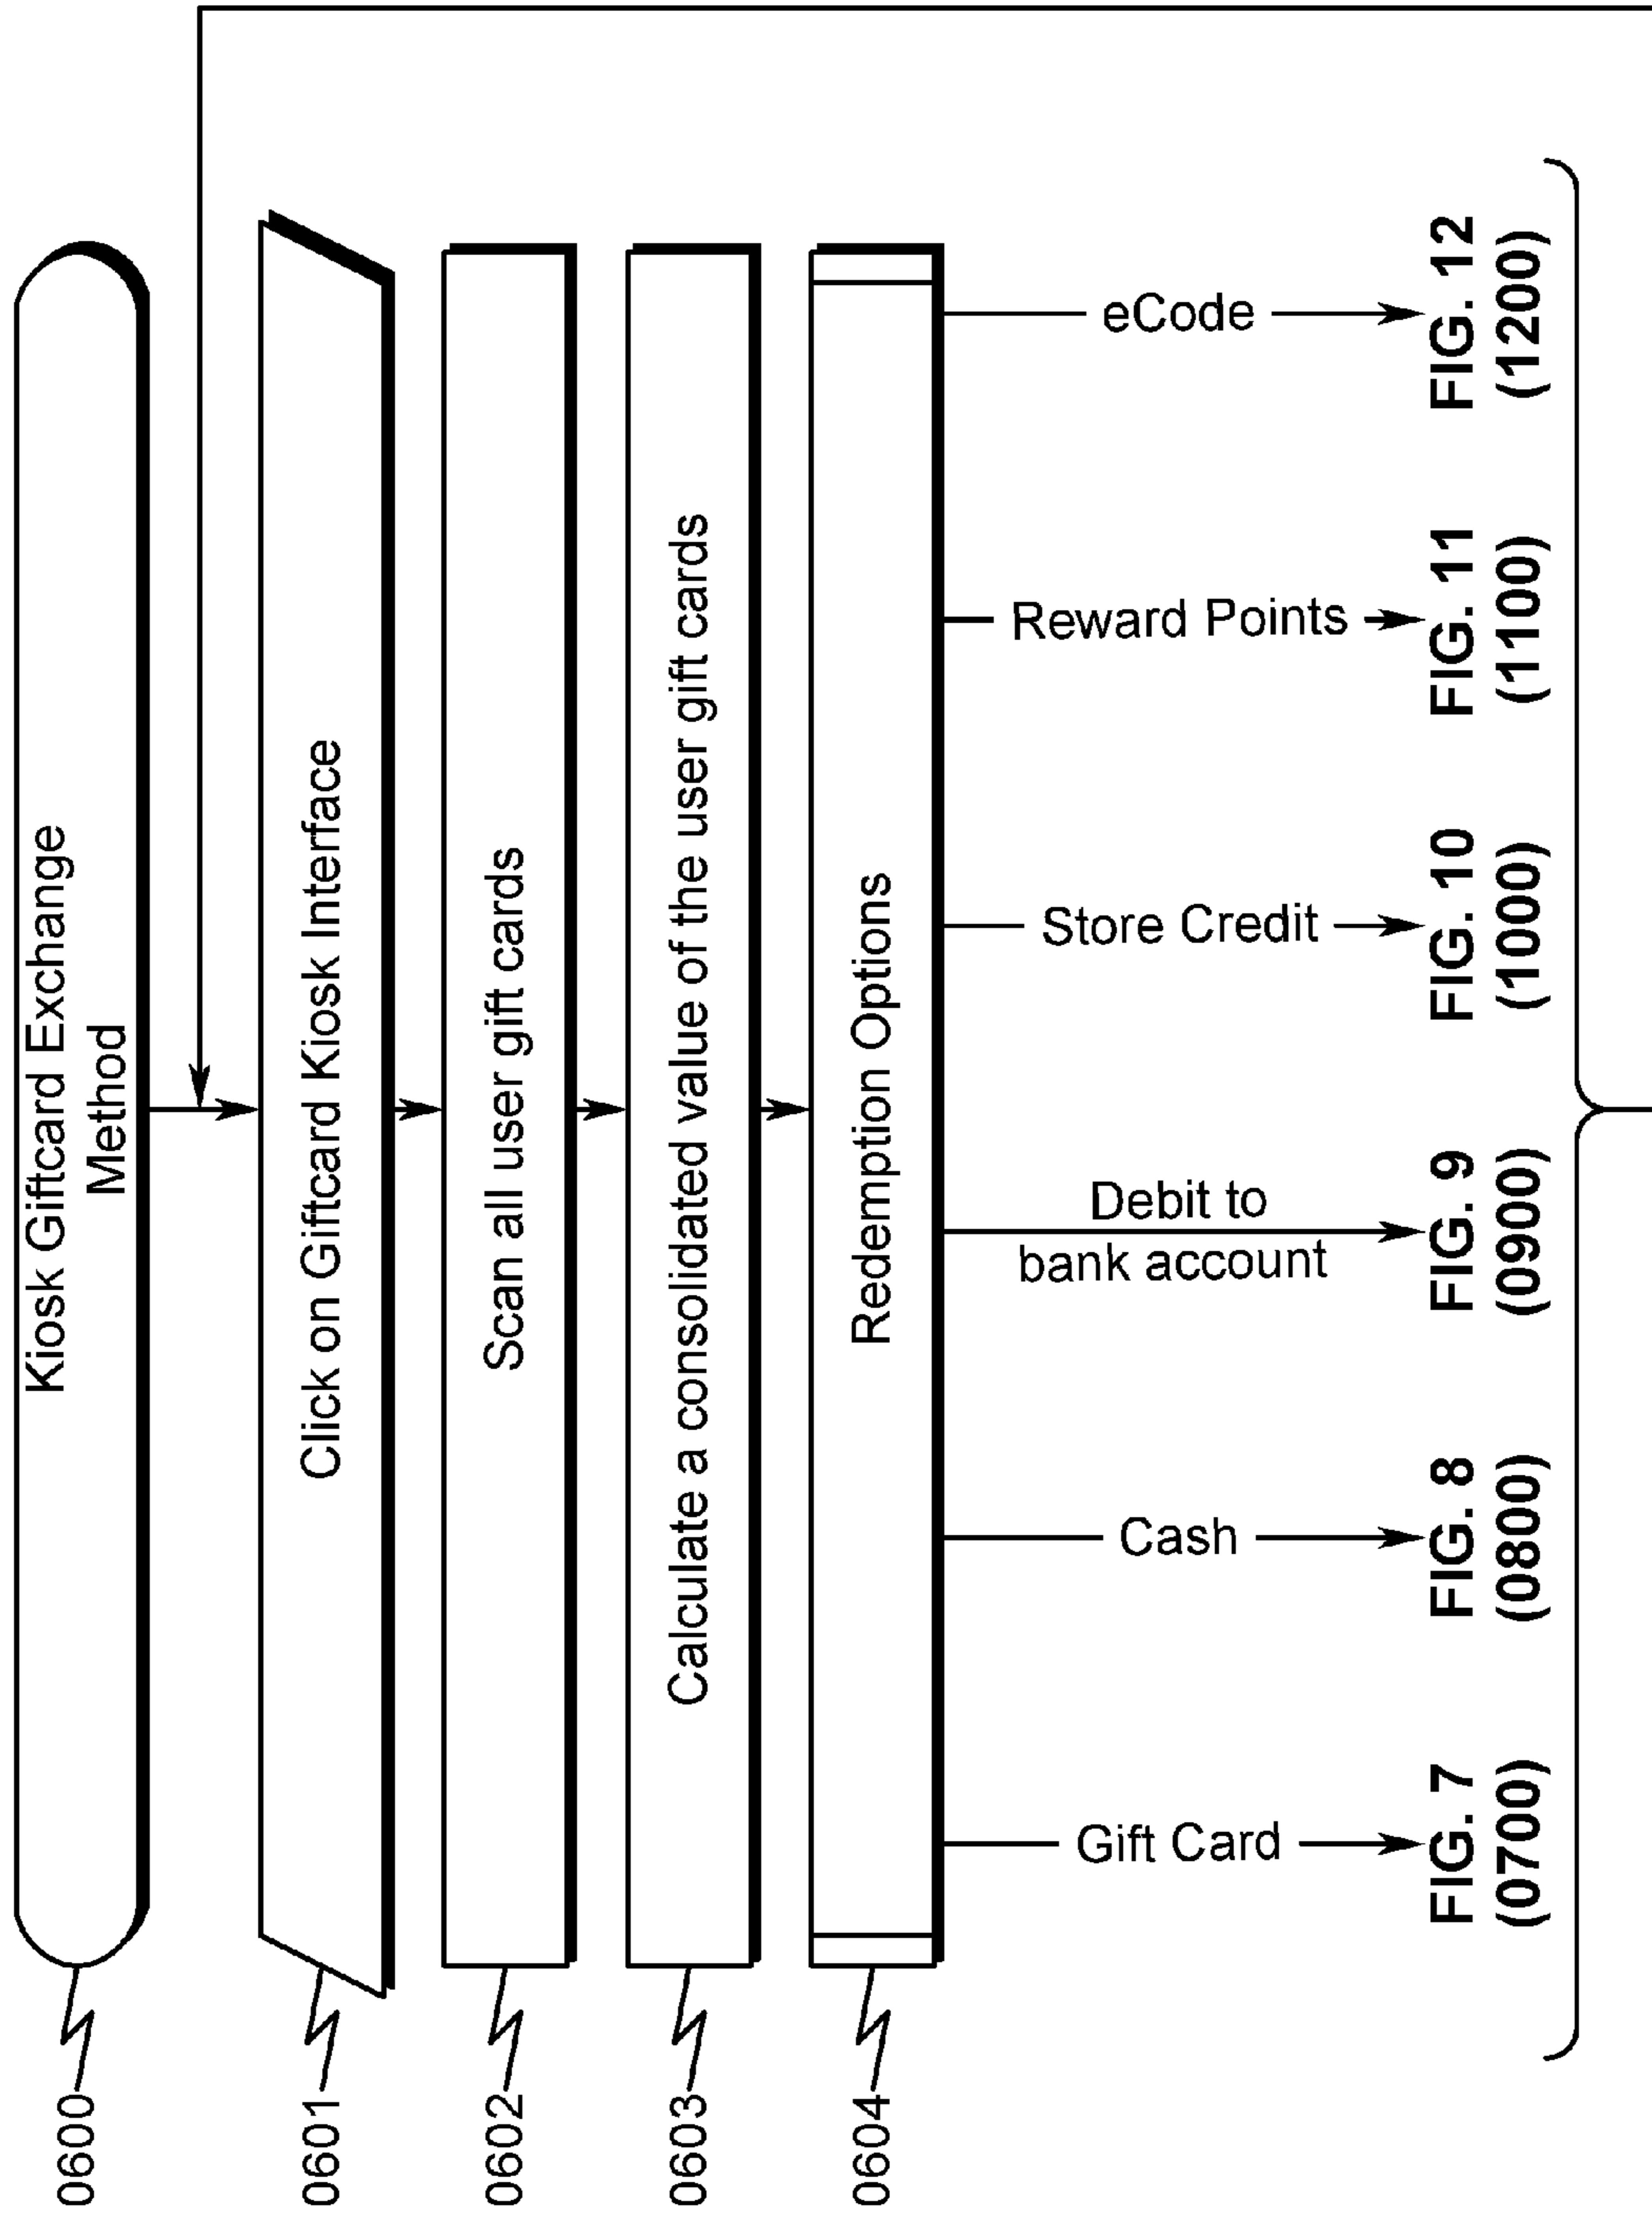 Kiosk Giftcard Exchange
Method
0600
Click on Giftcard Kiosk Interface
0601
Scan all user gift cards
0602
Calculate a consolidated value of the user gift cards
0603
Redemption Options
0604
Gift Card
Cash
Debit to
bank account
Store Credit
Reward Points
eCode
FIG. 7
(0700)
FIG. 8
(0800)
FIG. 9
(0900)
FIG. 10
(1000)
FIG. 11
(1100)
FIG. 12
(1200)